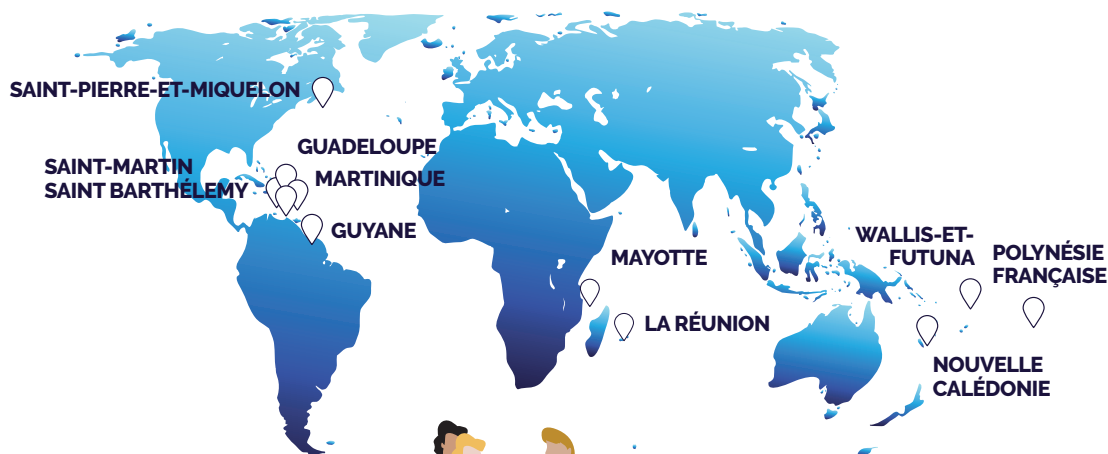 SAINT-PIERRE-ET-MIQUELON
GUADELOUPE
SAINT-MARTIN
SAINT BARTHÉLEMY
MARTINIQUE
GUYANE
MAYOTTE
LA RÉUNION
WALLIS-ET-
FUTUNA
POLYNÉSIE
FRANÇAISE
NOUVELLE
CALÉDONIE